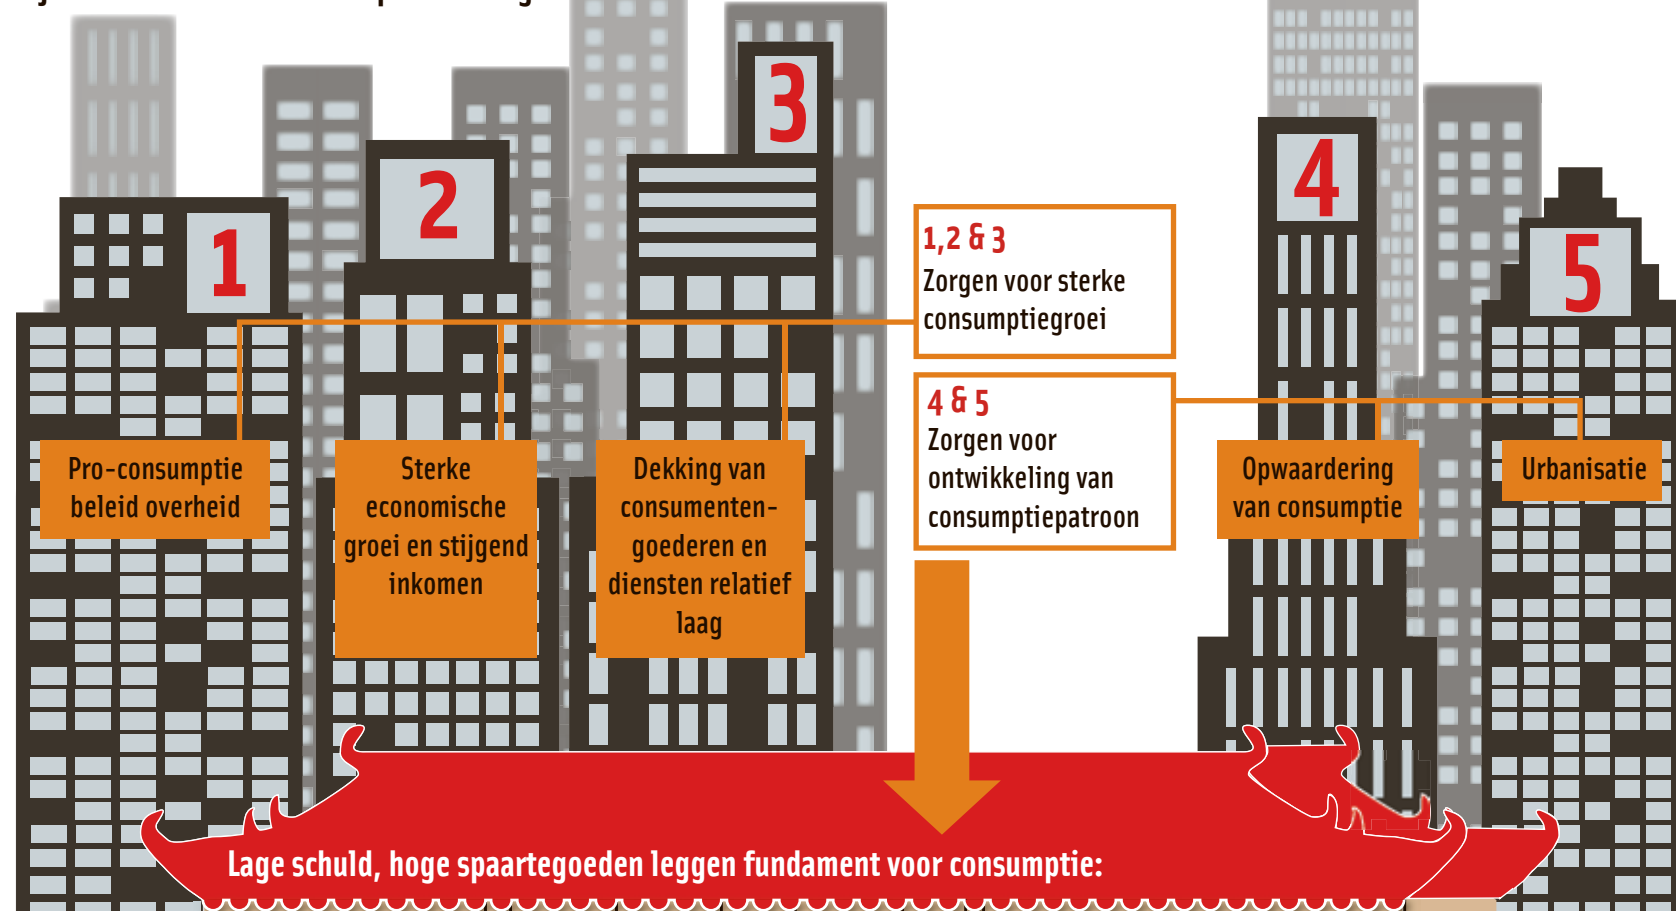 1
2
3
4
5
1,2 & 3
Zorgen voor sterke
consumptiegroei
4 & 5
Zorgen voor
ontwikkeling van
consumptiepatroon
Pro-consumptie
beleid overheid
Sterke
economische
groei en stijgend
inkomen
Dekking van
consumenten-
goederen en
diensten relatief
laag
Opwaardering
van consumptie
Urbanisatie
Lage schuld, hoge spaartegoeden leggen fundament voor consumptie: